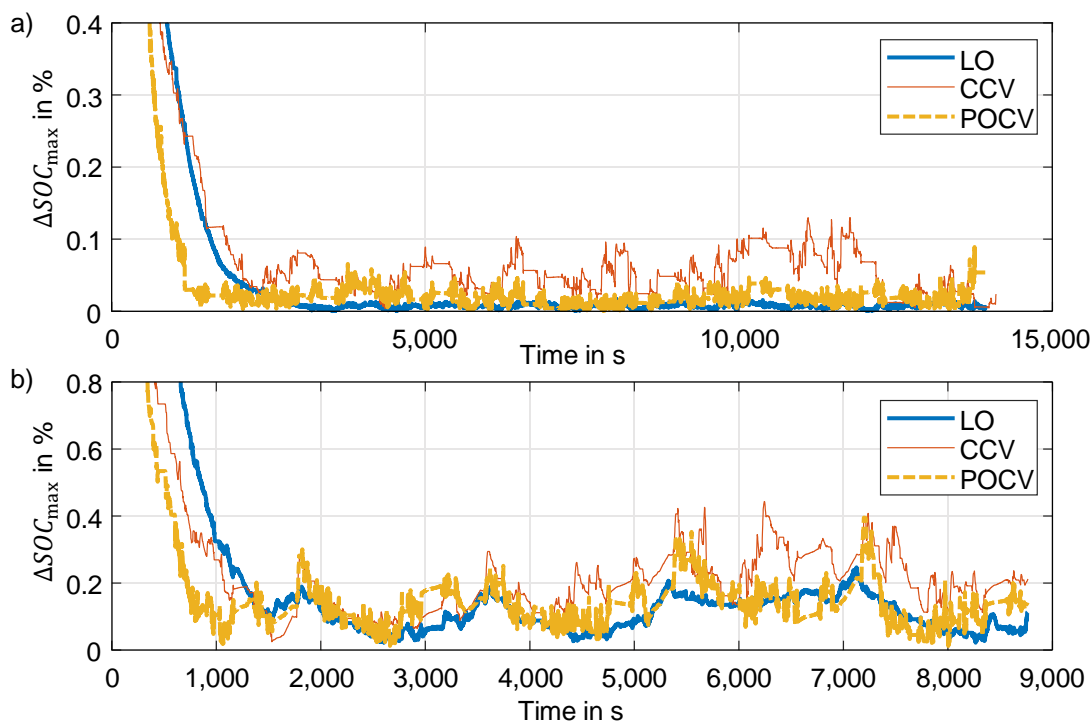 a)
0.4
0.3
0.2
0.1
0
ΔSOCmax in %
LO
CCV
POCV
0 5,000 10,000 15,000
Time in s
b)
0.8
0.6
0.4
0.2
0
ΔSOCmax in %
LO
CCV
POCV
0 1,000 2,000 3,000 4,000 5,000 6,000 7,000 8,000 9,000
Time in s